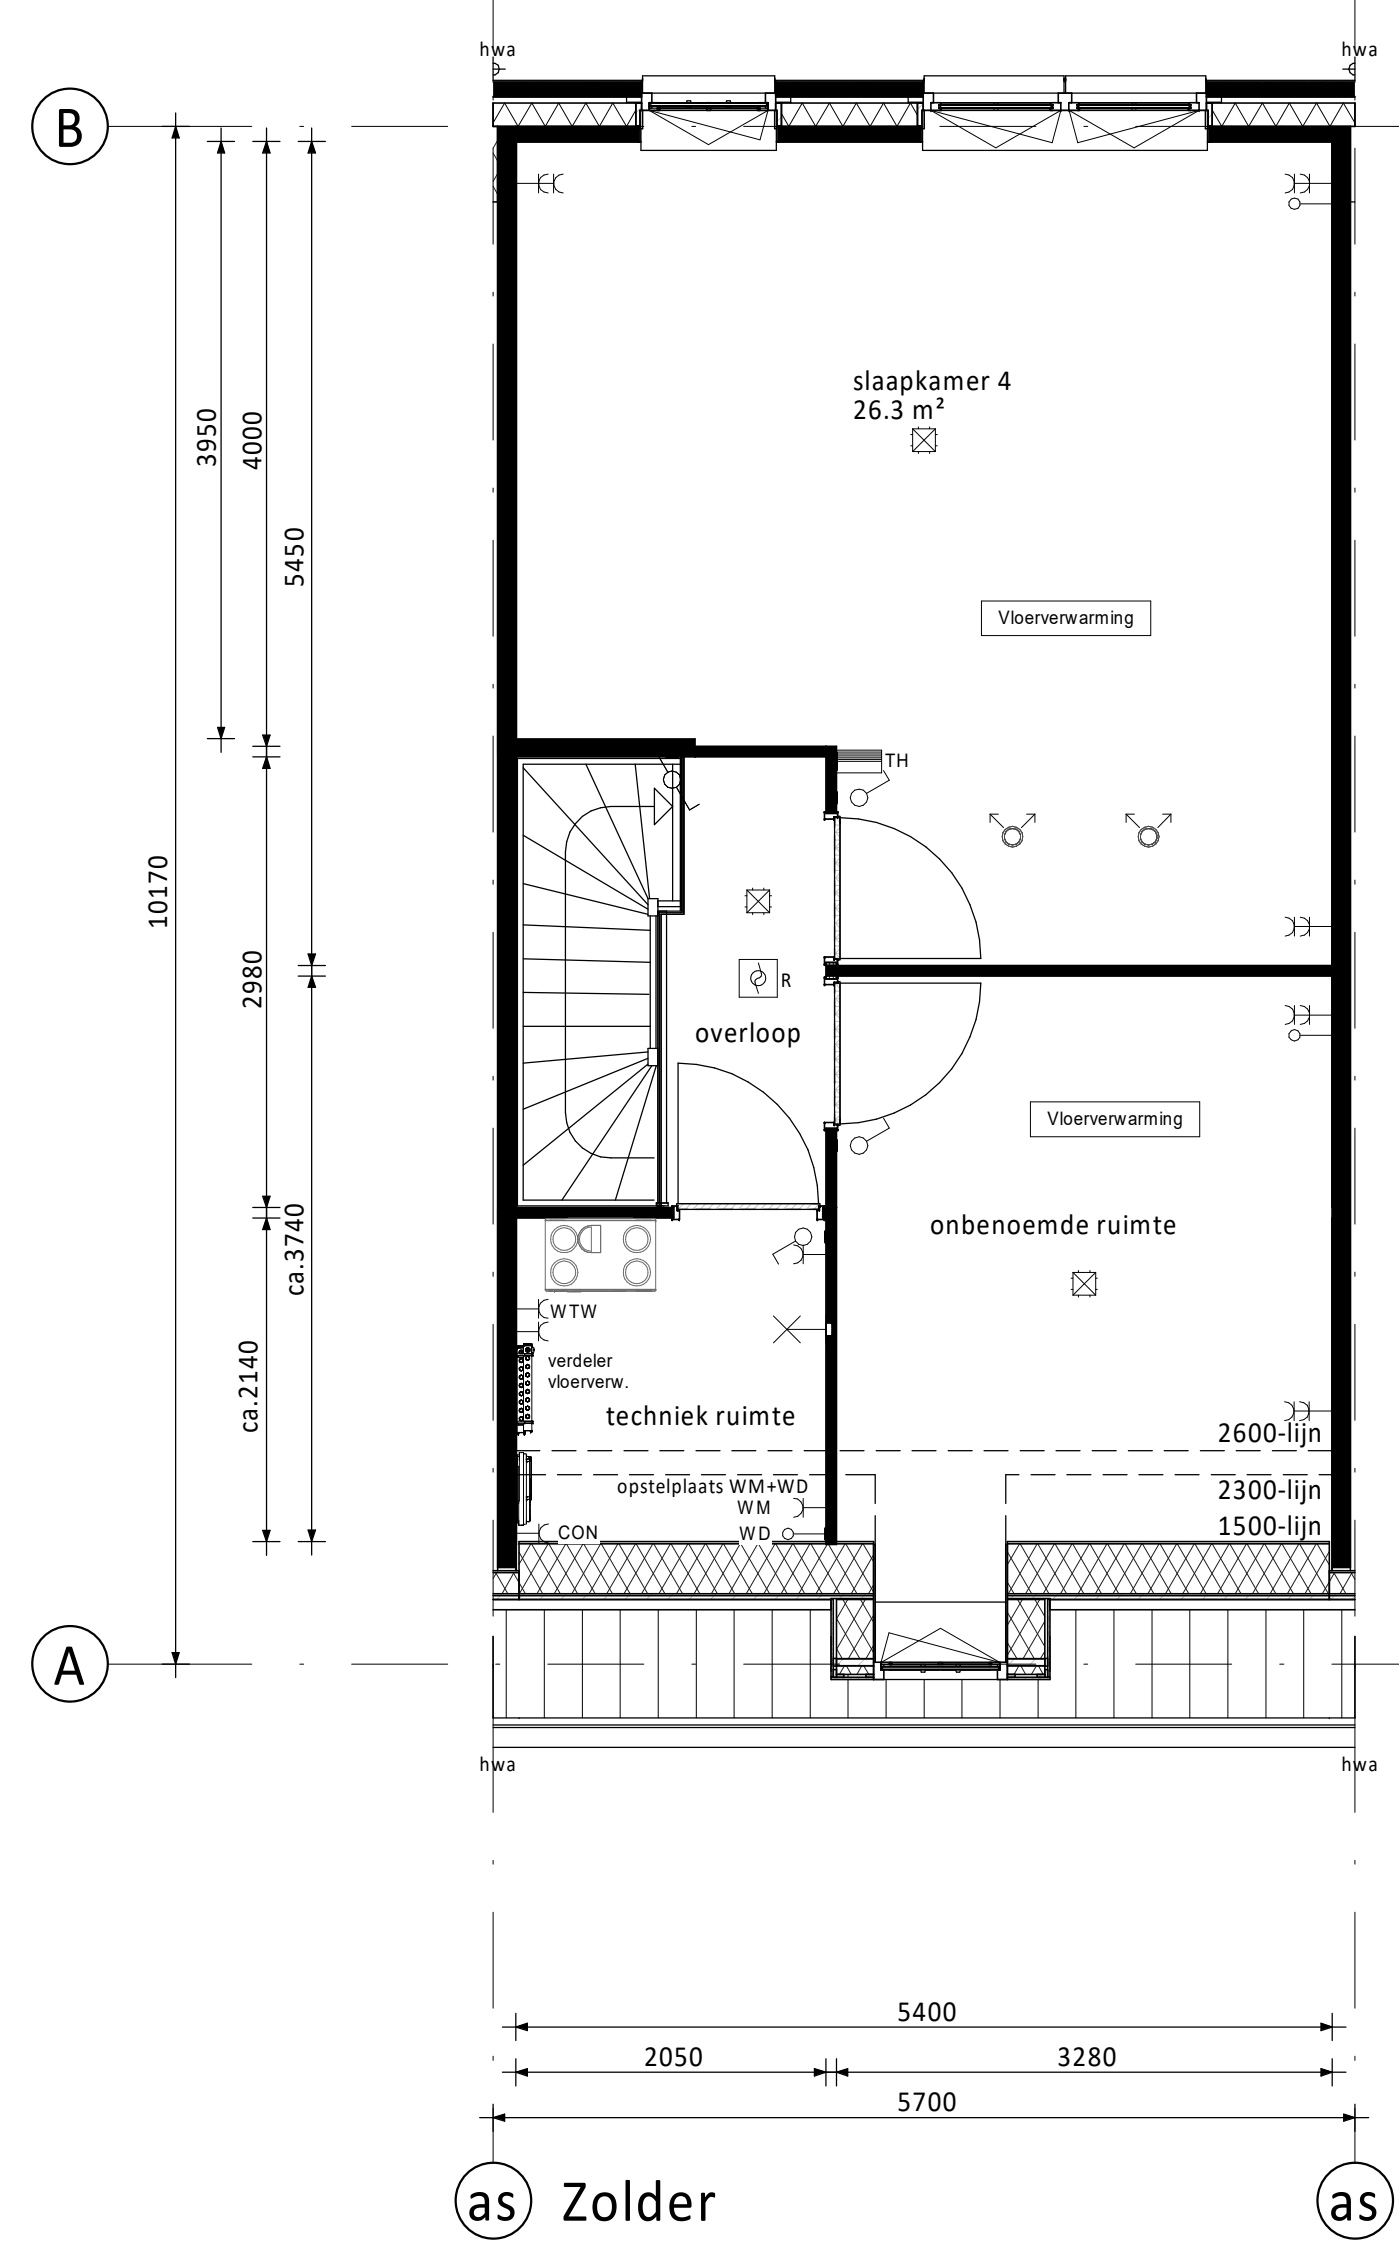 hwa
hwa
B
slaapkamer 4
26.3 m²
3950
4000
5450
Vloerverwarming
TH
10170
2980
R
overloop
Vloerverwarming
onbenoemde ruimte
ca.3740
WTW
verdeler
vloerverw.
ca.2140
techniek ruimte
2600-lijn
opstelplaats WM+WD
2300-lijn
WM
1500-lijn
CON
WD
A
hwa
hwa
5400
2050
3280
5700
as
Zolder
as